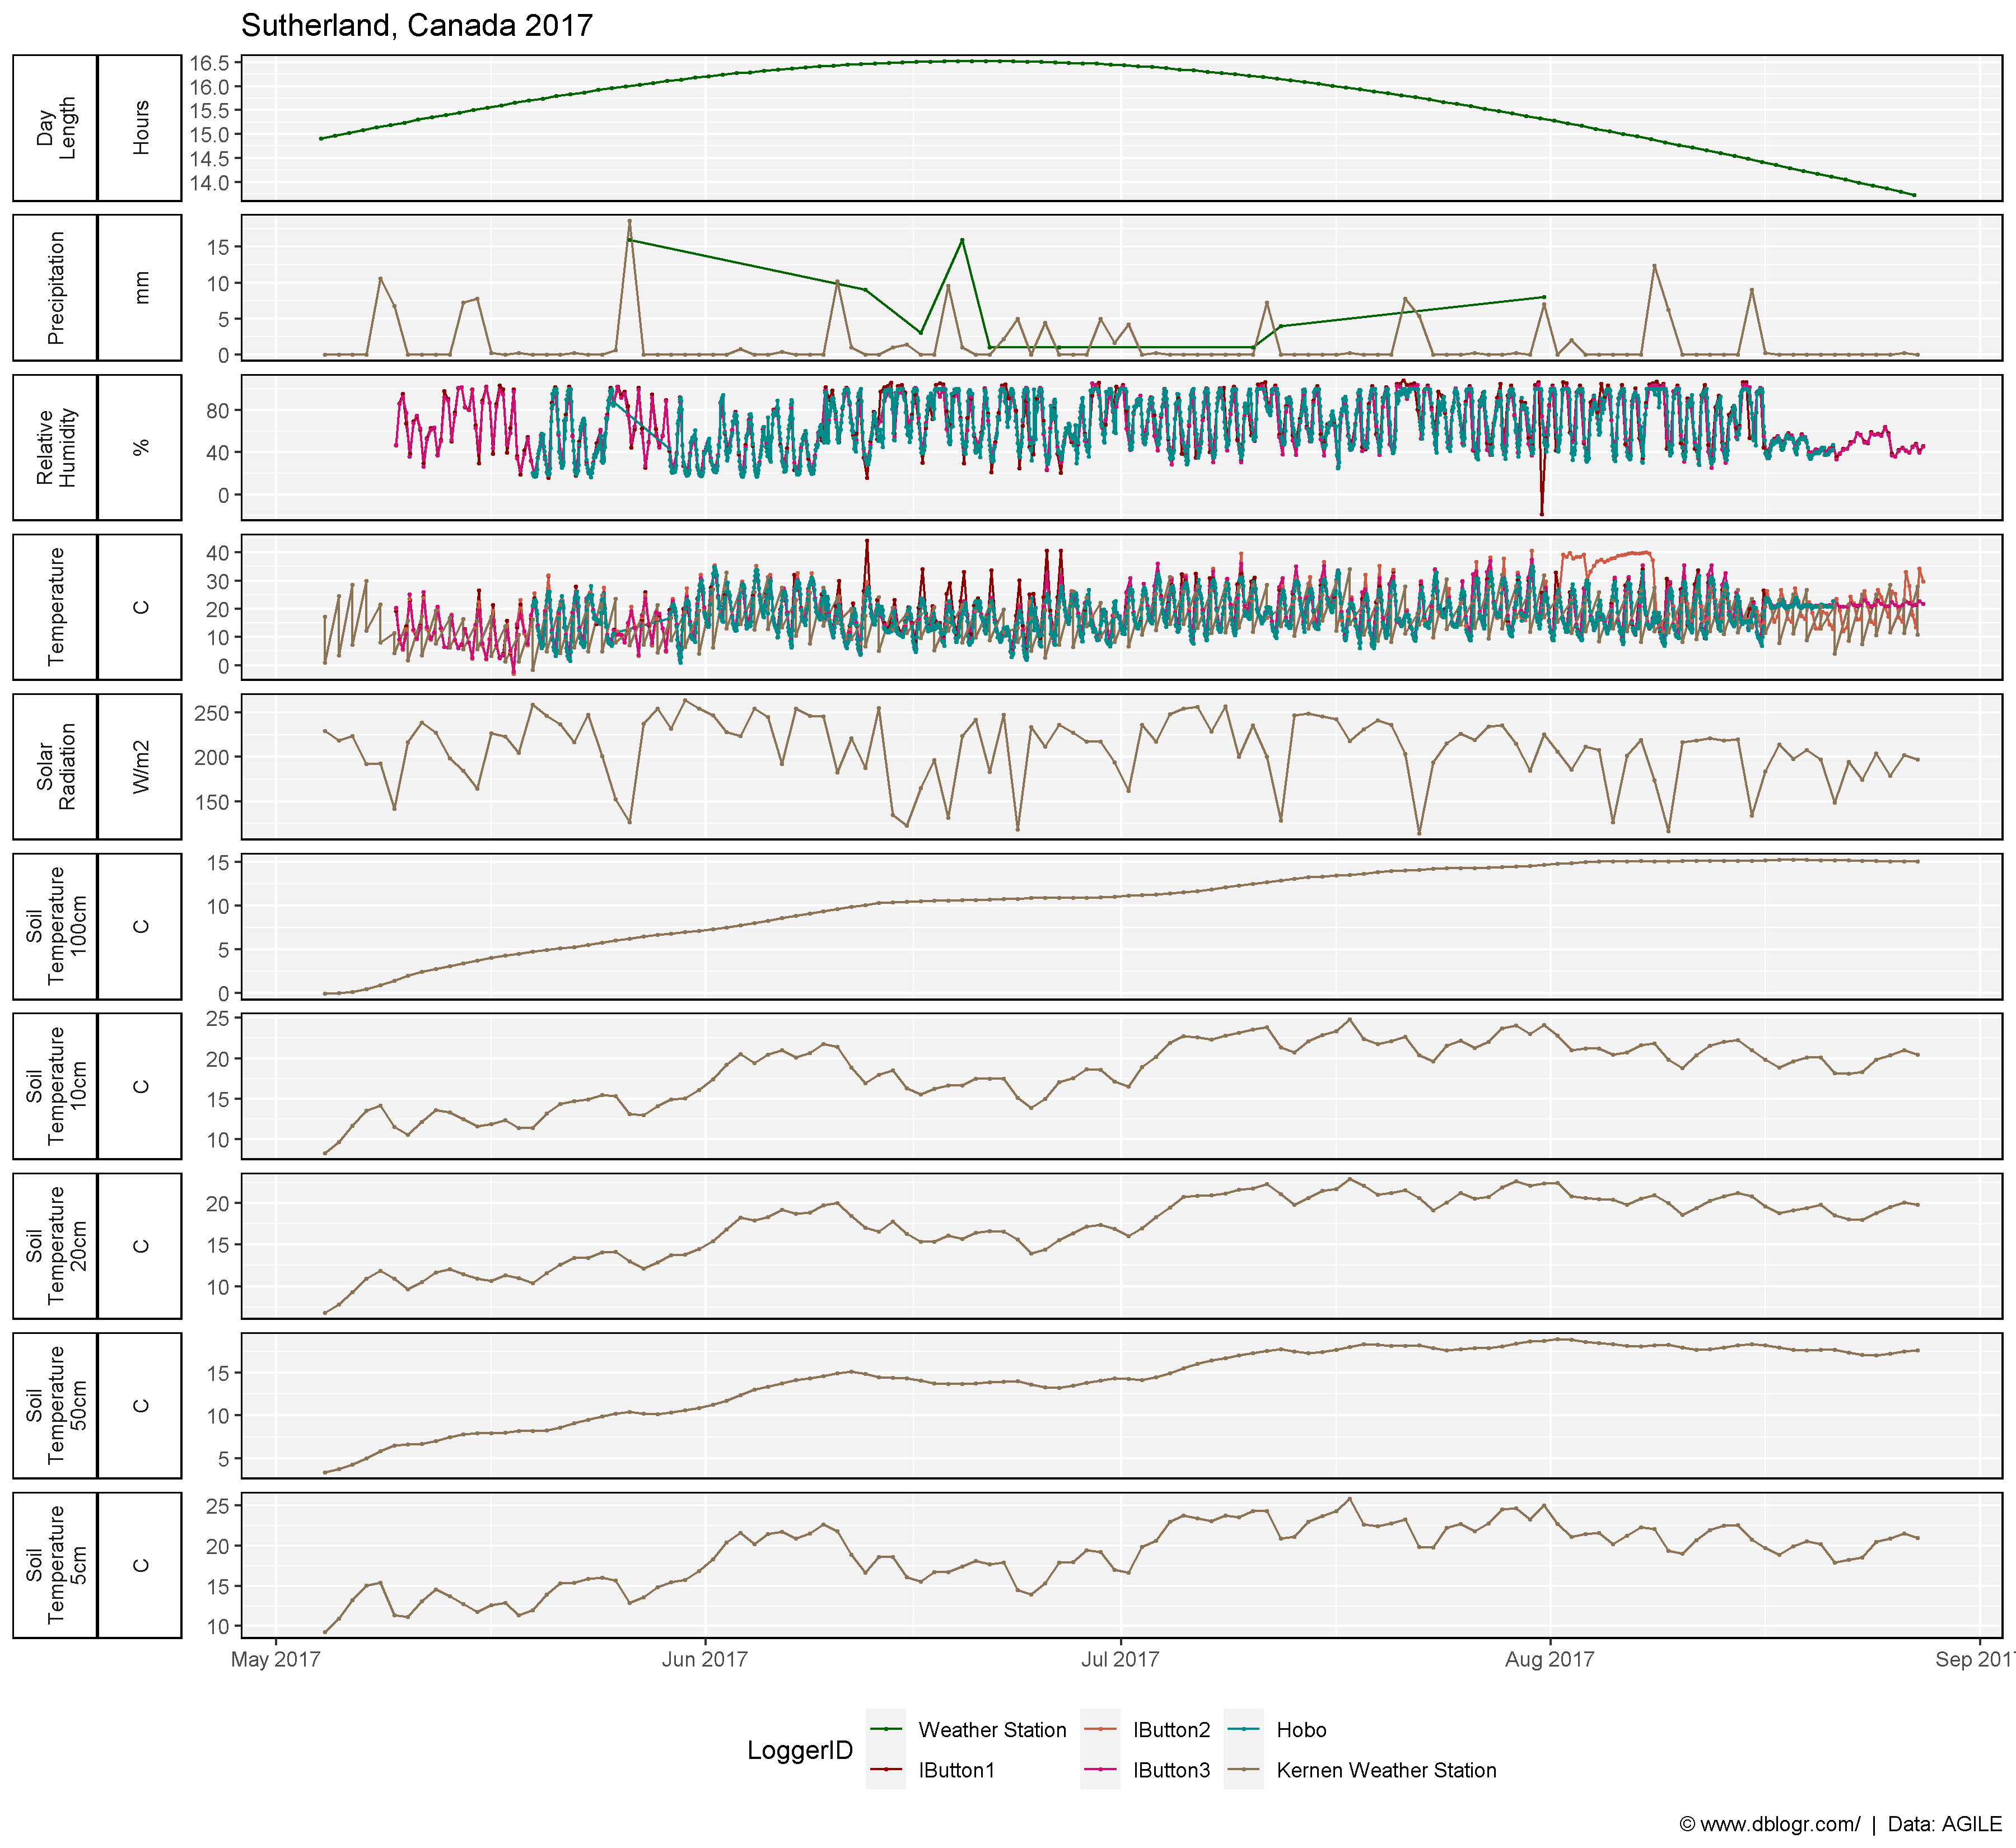 Sutherland, Canada 2017
Day
Length
Hours
16.5
16.0
15.5
15.0
14.5
14.0
Precipitation
mm
15
10
5
0
Relative
Humidity
%
80
40
0
Temperature
C
40
30
20
10
0
Solar
Radiation
W/m2
250
200
150
Soil
Temperature
100cm
C
15
10
5
0
Soil
Temperature
10cm
C
25
20
15
10
Soil
Temperature
20cm
C
20
15
10
Soil
Temperature
50cm
C
15
10
5
Soil
Temperature
5cm
C
25
20
15
10
May 2017
Jun 2017
Jul 2017
Aug 2017
Sep 2017
LoggerID
Weather Station
IButton1
IButton2
IButton3
Hobo
Kernen Weather Station
© www.dblogr.com/ | Data: AGILE